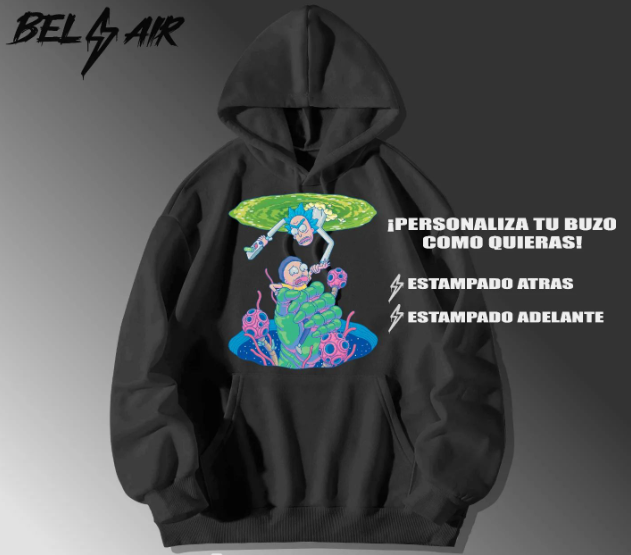 BEL AIR
¡PERSONALIZA TU BUZO
COMO QUIERAS!
ESTAMPADO ATRAS
ESTAMPADO ADELANTE